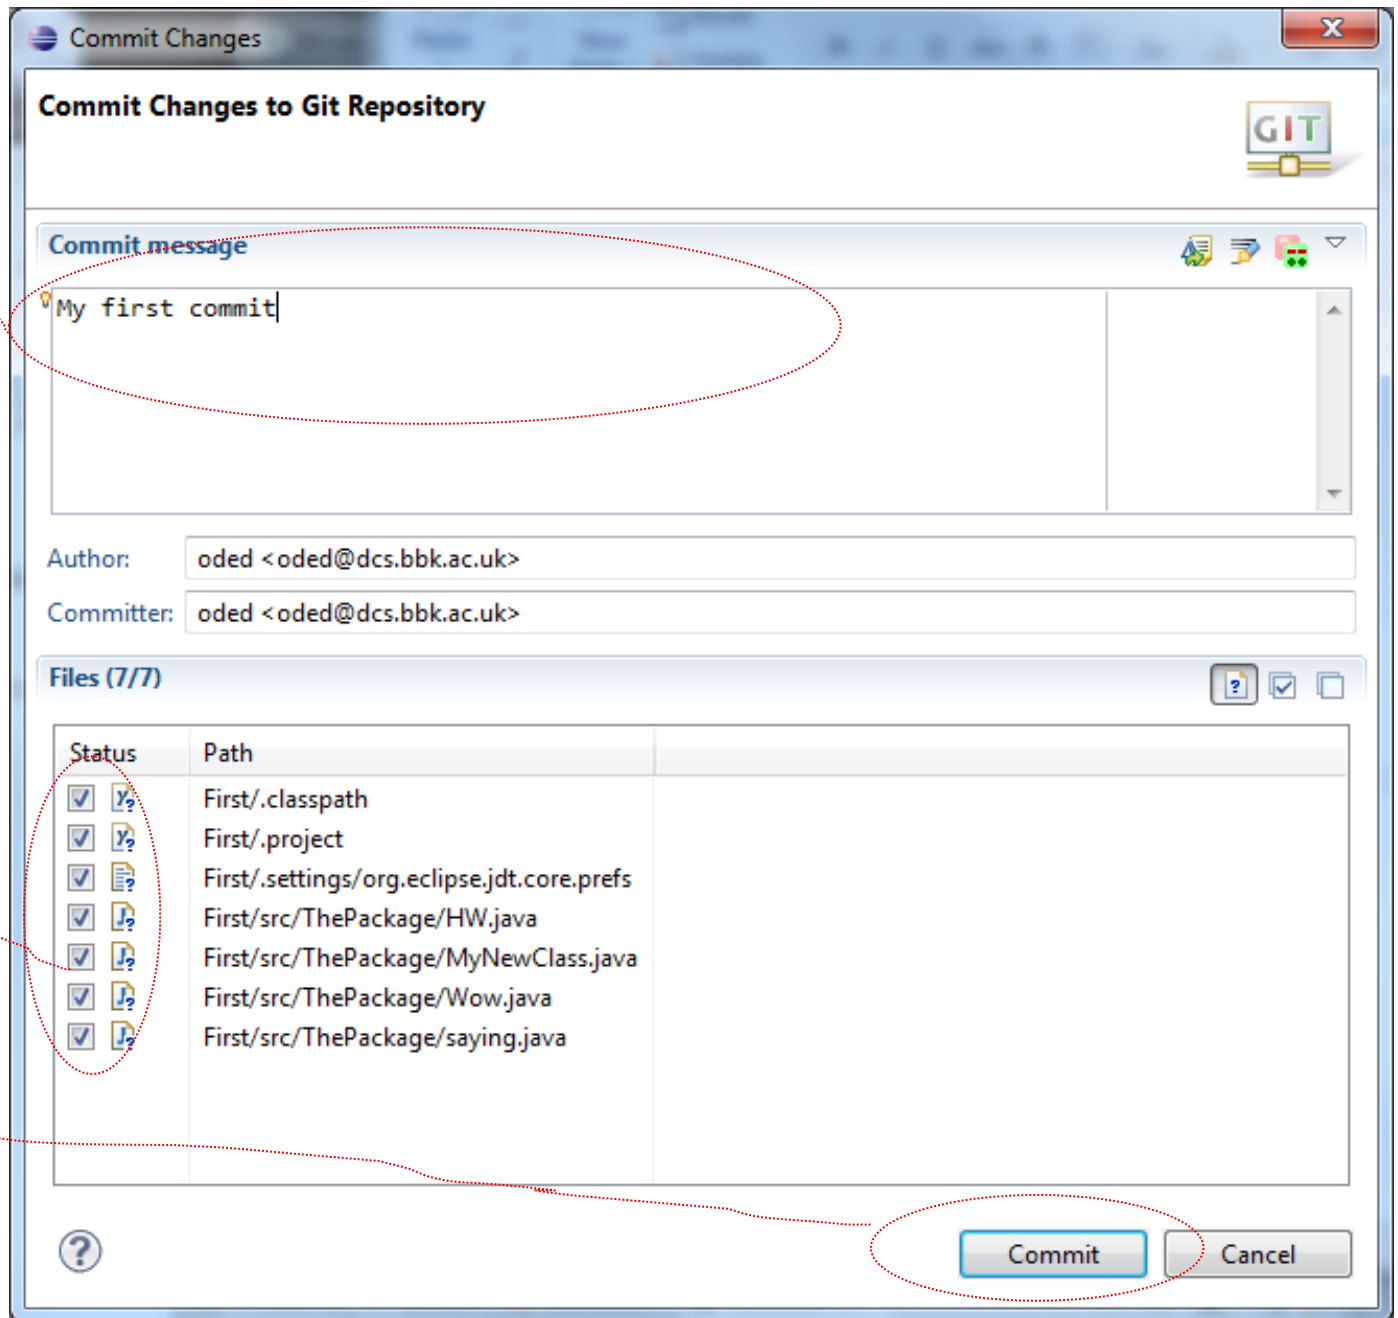 Commit Changes
Commit Changes to Git Repository
GIT
Commit message
My first commit
Author: oded <oded@dcs.bbk.ac.uk>
Committer: oded <oded@dcs.bbk.ac.uk>
Files (7/7)
Status Path
First/.classpath
First/.project
First/.settings/org.eclipse.jdt.core.prefs
First/src/ThePackage/HW.java
First/src/ThePackage/MyNewClass.java
First/src/ThePackage/Wow.java
First/src/ThePackage/saying.java
Commit Cancel